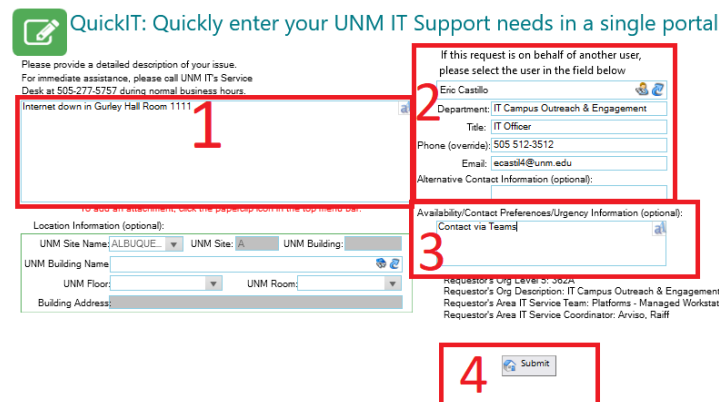 QuickIT: Quickly enter your UNM IT Support needs in a single portal
Please provide a detailed description of your issue.
For immediate assistance, please call UNM IT's Service
Desk at 505-277-5757 during normal business hours.
Internet down in Gurley Hall Room 1111
1
To add an attachment, click the paperclip icon in the top menu bar.
Location Information (optional):
UNM Site Name: ALBUQUE... UNM Site: A UNM Building:
UNM Building Name
UNM Floor: UNM Room:
Building Address:
If this request is on behalf of another user,
please select the user in the field below
2
Eric Castillo
Department: IT Campus Outreach & Engagement
Title: IT Officer
Phone (override): 505 512-3512
Email: ecastil4@unm.edu
Alternative Contact Information (optional):
Availability/Contact Preferences/Urgency Information (optional):
Contact via Teams
3
Requestor's Org Level 5: 362A
Requestor's Org Description: IT Campus Outreach & Engagement
Requestor's Area IT Service Team: Platforms - Managed Workstat
Requestor's Area IT Service Coordinator: Arviso, Raiff
4
Submit